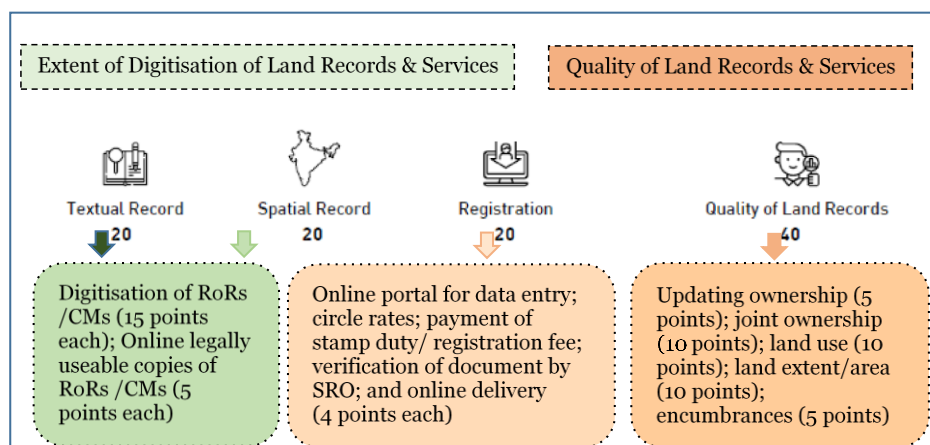 Extent of Digitisation of Land Records & Services
Quality of Land Records & Services
Textual Record
20
Spatial Record
20
Registration
20
Quality of Land Records
40
Digitisation of RoRs
/CMs (15 points
each); Online legally
useable copies of
RoRs /CMs (5
points each)
Online portal for data entry;
circle rates; payment of
stamp duty/ registration fee;
verification of document by
SRO; and online delivery
(4 points each)
Updating ownership (5
points); joint ownership
(10 points); land use (10
points); land extent/area
(10 points);
encumbrances (5 points)